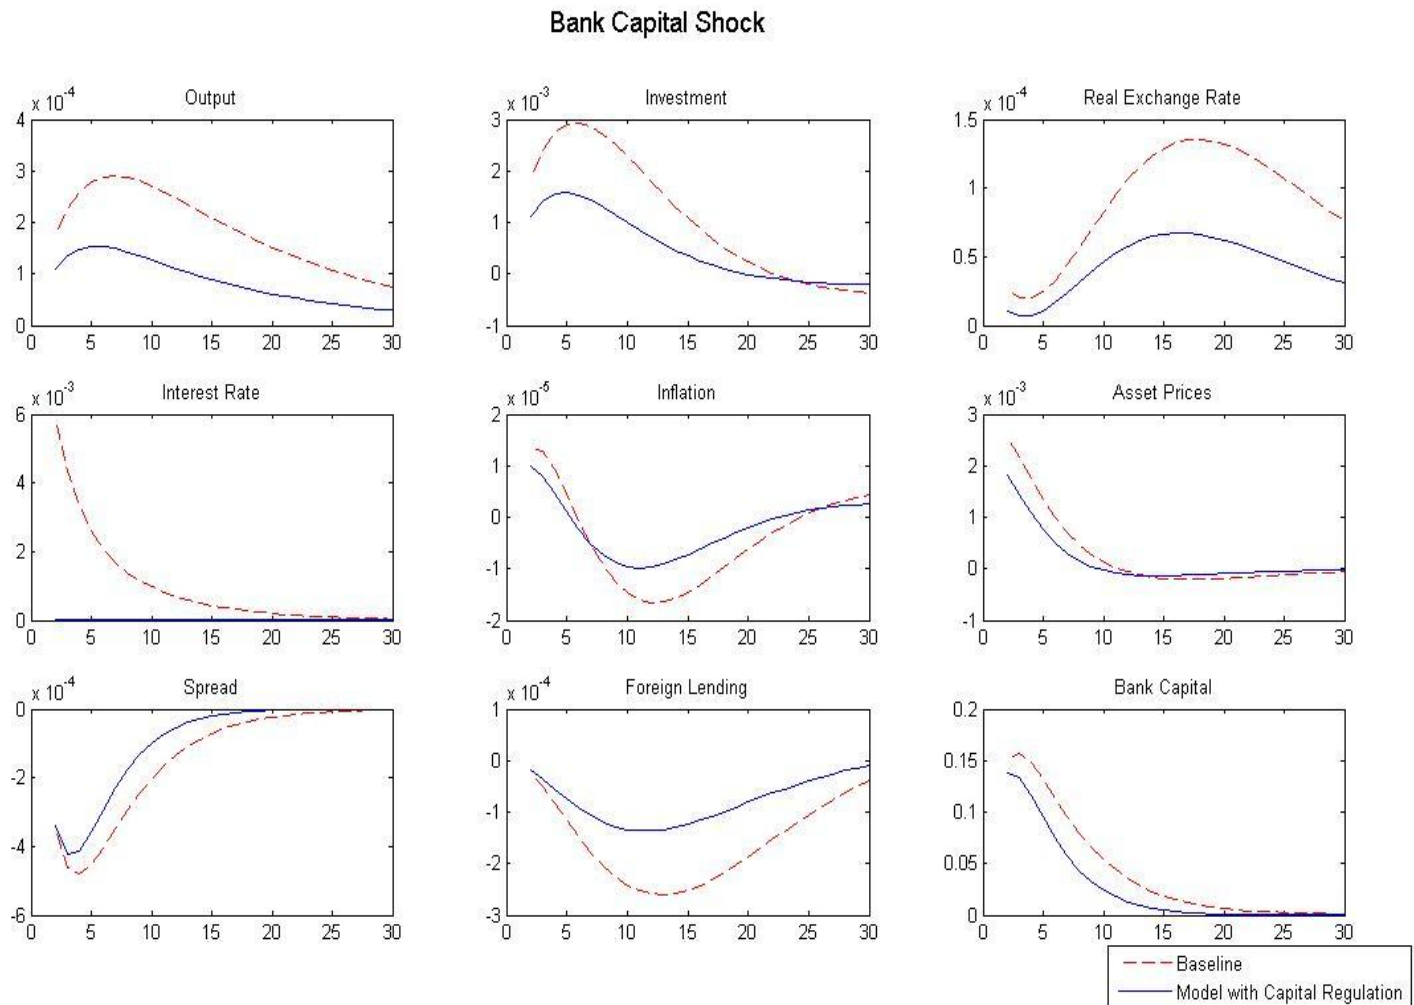 Bank Capital Shock
x 10^-4
Output
4
3
2
1
0
0 5 10 15 20 25 30
x 10^-3
Investment
3
2
1
0
-1
0 5 10 15 20 25 30
x 10^-4
Real Exchange Rate
1.5
1
0.5
0
0 5 10 15 20 25 30
x 10^-3
Interest Rate
6
4
2
0
0 5 10 15 20 25 30
x 10^-5
Inflation
2
1
0
-1
-2
0 5 10 15 20 25 30
x 10^-3
Asset Prices
3
2
1
0
-1
0 5 10 15 20 25 30
x 10^-4
Spread
0
-2
-4
-6
0 5 10 15 20 25 30
x 10^-4
Foreign Lending
1
0
-1
-2
-3
0 5 10 15 20 25 30
Bank Capital
0.2
0.15
0.1
0.05
0
0 5 10 15 20 25 30
Baseline
Model with Capital Regulation